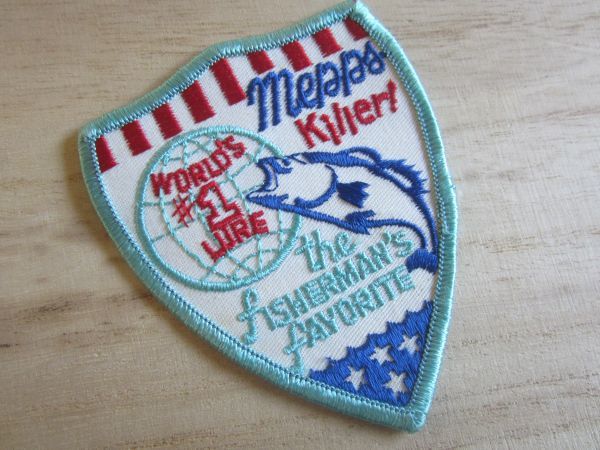 Mepps
Killer!
WORLD'S
#1
LURE
the
fISHERMAN'S
fAVORITE